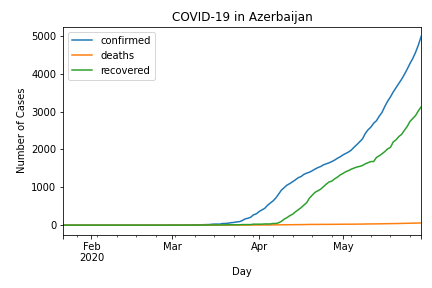 COVID-19 in Azerbaijan
confirmed
deaths
recovered
5000
4000
3000
2000
1000
0
Number of Cases
Feb
2020
Mar
Apr
May
Day